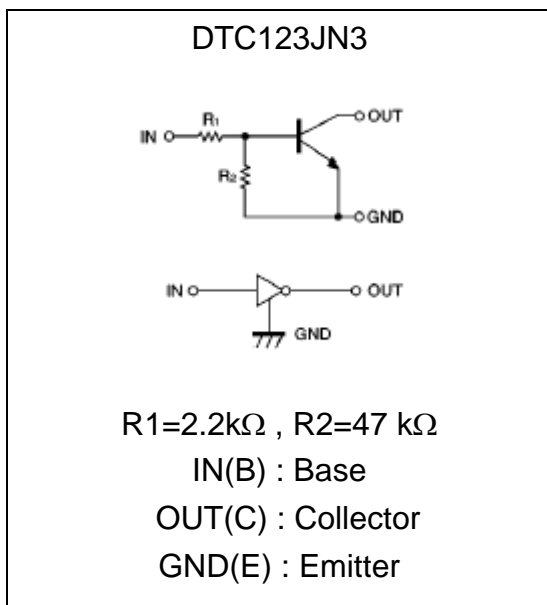 DTC123JN3
OUT
R1
IN
R2
GND
IN
OUT
GND
R1=2.2kΩ , R2=47 kΩ
IN(B) : Base
OUT(C) : Collector
GND(E) : Emitter